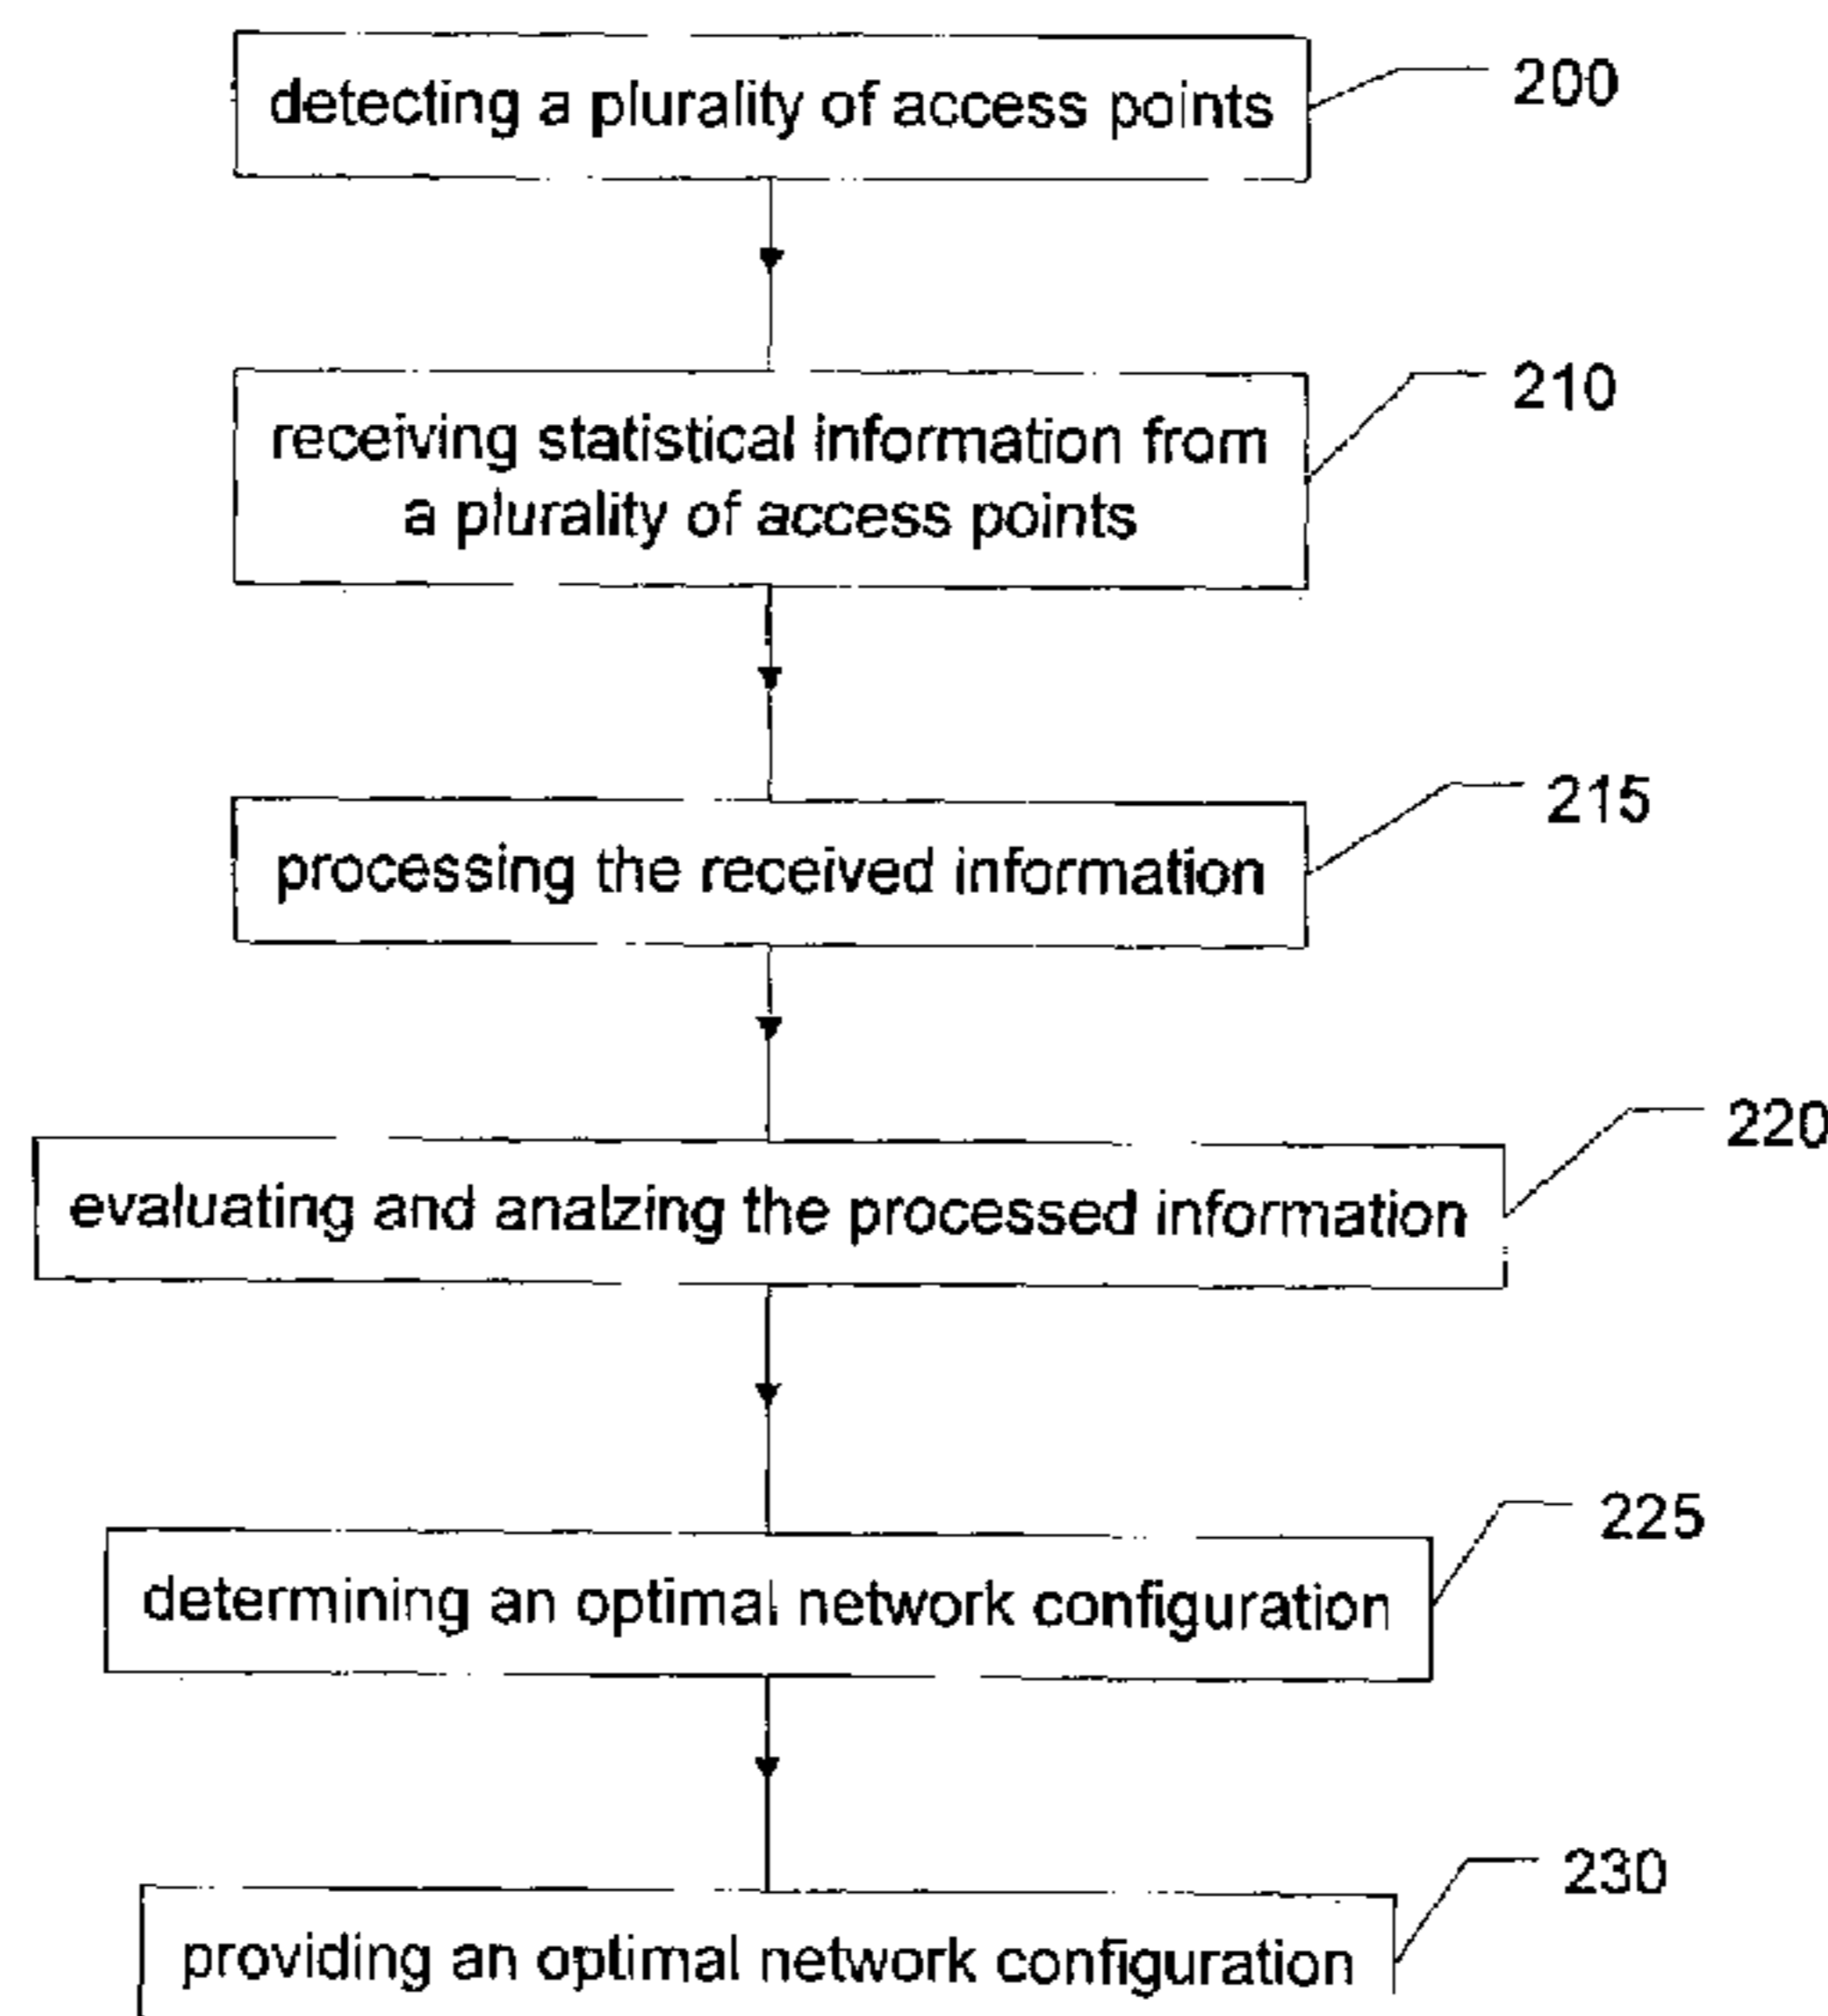 detecting a plurality of access points
200
receiving statistical information from
a plurality of access points
210
processing the received information
215
evaluating and analzing the processed information
220
determining an optimal network configuration
225
providing an optimal network configuration
230